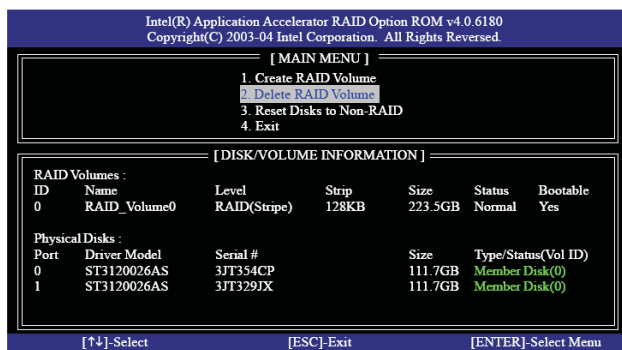 Intel(R) Application Accelerator RAID Option ROM v4.0.6180
Copyright(C) 2003-04 Intel Corporation. All Rights Reversed.
[ MAIN MENU ]
1. Create RAID Volume
2. Delete RAID Volume
3. Reset Disks to Non-RAID
4. Exit
[ DISK/VOLUME INFORMATION ]
RAID Volumes :
ID Name Level Strip Size Status Bootable
0 RAID_Volume0 RAID(Stripe) 128KB 223.5GB Normal Yes
Physical Disks :
Port Driver Model Serial # Size Type/Status(Vol ID)
0 ST3120026AS 3JT354CP 111.7GB Member Disk(0)
1 ST3120026AS 3JT329JX 111.7GB Member Disk(0)
[↑↓]-Select [ESC]-Exit [ENTER]-Select Menu